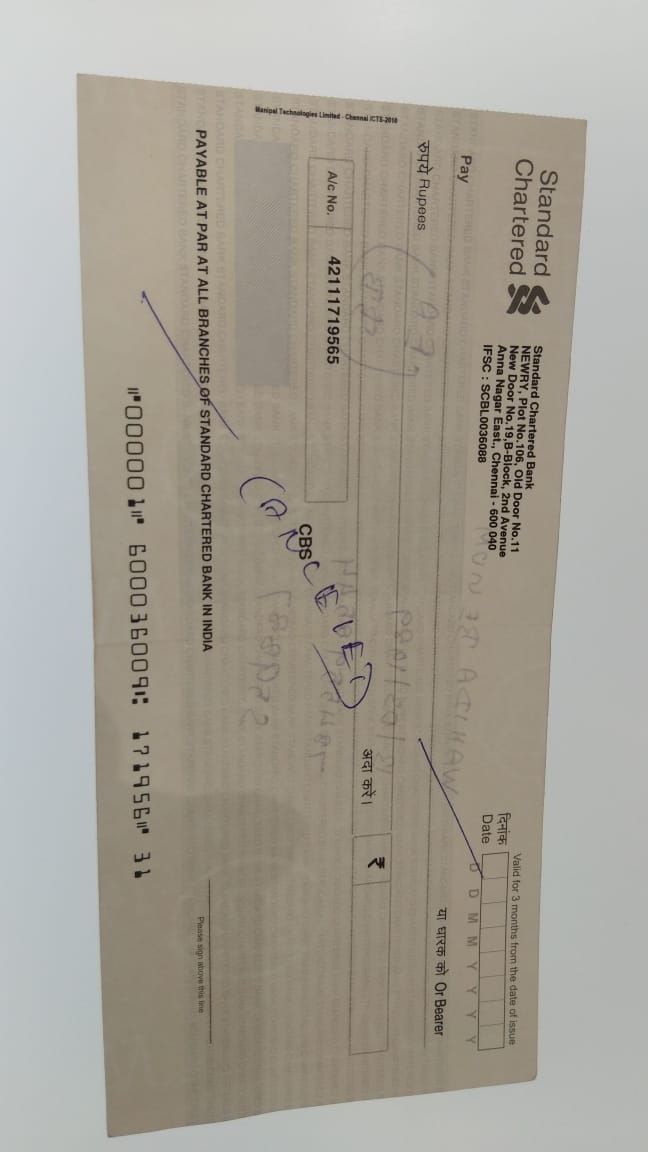 Standard
Chartered
Standard Chartered Bank
NEWRY, Plot No.106, Old Door No.11
New Door No.19,B-Block, 2nd Avenue
Anna Nagar East., Chennai - 600 040
IFSC : SCBL0036088
Valid for 3 months from the date of issue
दिनांक
Date
D D M M Y Y Y Y
Pay
या धारक को Or Bearer
रुपये Rupees
अदा करें।
₹
A/c No.
42111719565
CBS
CANCELLED
Manipal Technologies Limited - Chennai /CTS-2010
PAYABLE AT PAR AT ALL BRANCHES OF STANDARD CHARTERED BANK IN INDIA
Please sign above this line
⑈000001⑈ 600036009⑆ 171956⑈ 31